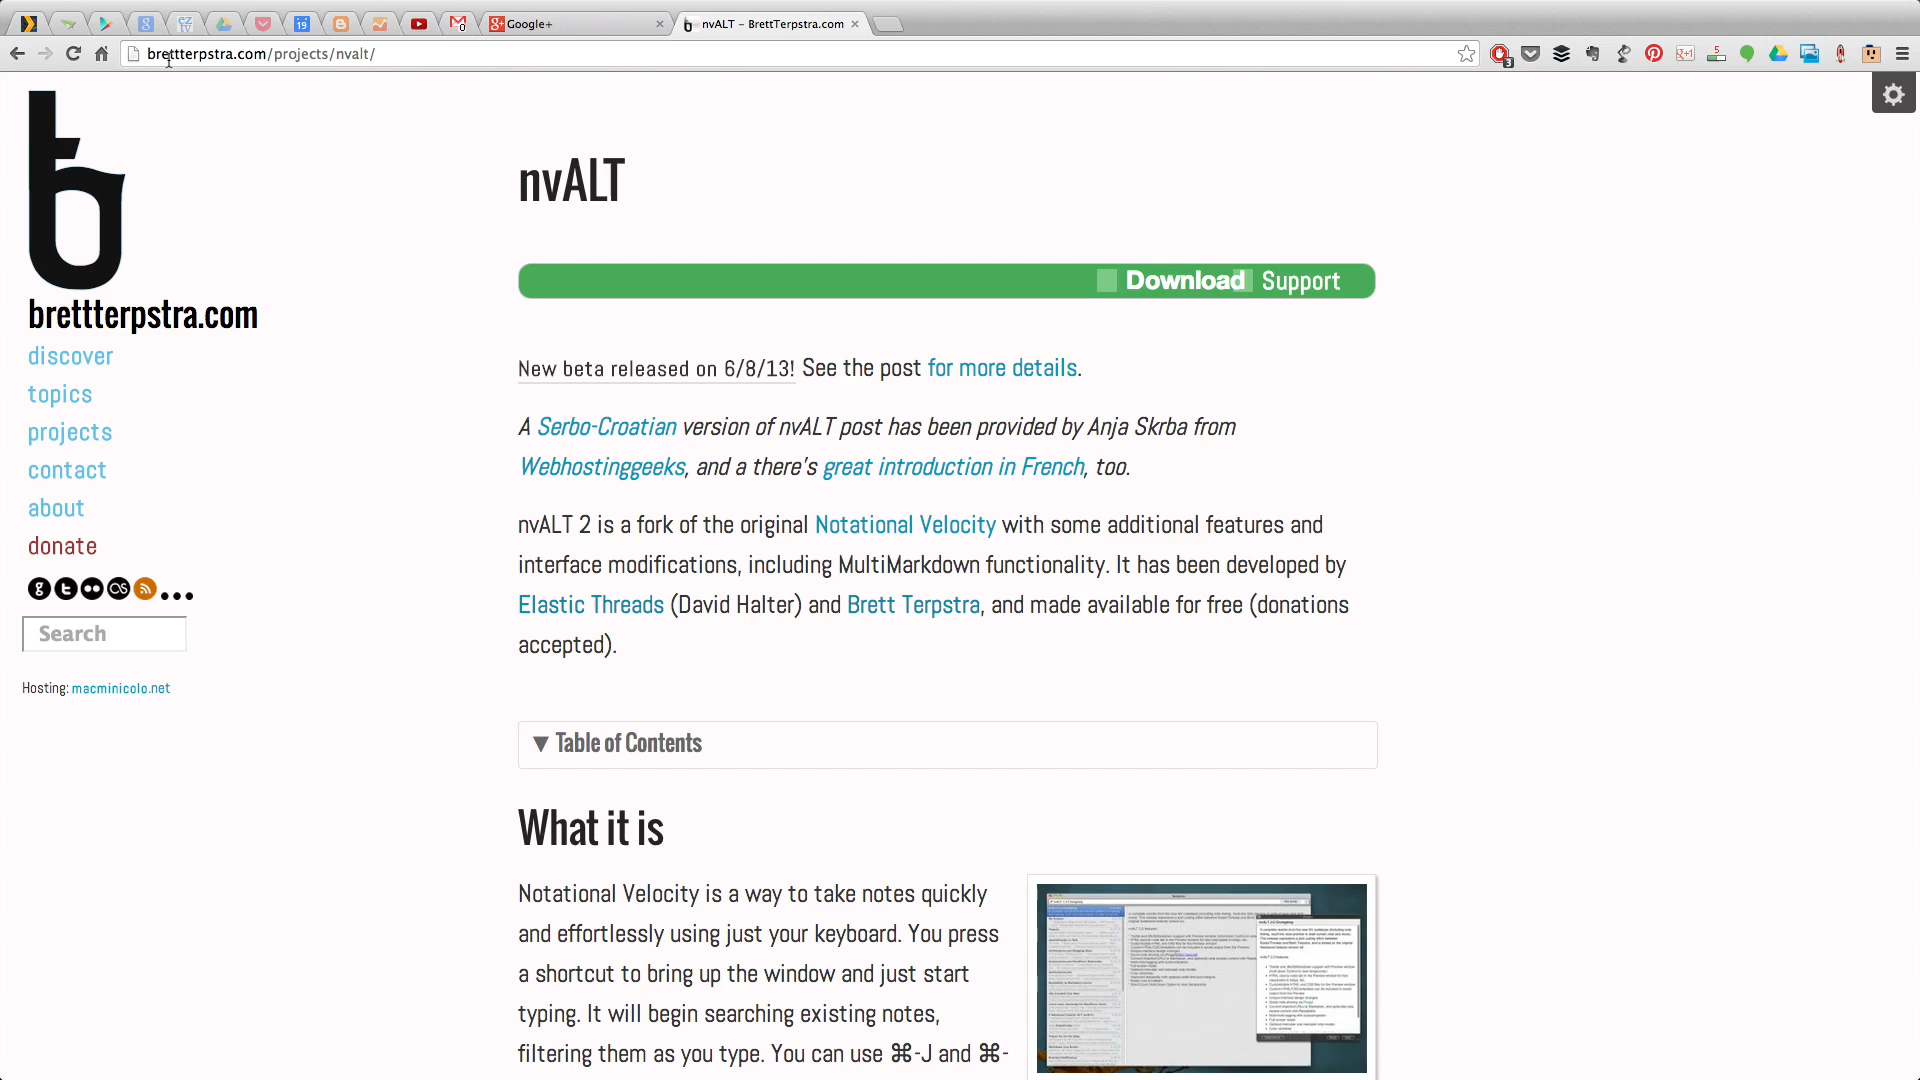 Google+
nvALT – BrettTerpstra.com
brettterpstra.com/projects/nvalt/
brettterpstra.com
discover
topics
projects
contact
about
donate
Search
Hosting: macminicolo.net
nvALT
Download Support
New beta released on 6/8/13! See the post for more details.
A Serbo-Croatian version of nvALT post has been provided by Anja Skrba from
Webhostinggeeks, and a there's great introduction in French, too.
nvALT 2 is a fork of the original Notational Velocity with some additional features and
interface modifications, including MultiMarkdown functionality. It has been developed by
Elastic Threads (David Halter) and Brett Terpstra, and made available for free (donations
accepted).
▼ Table of Contents
What it is
Notational Velocity is a way to take notes quickly
and effortlessly using just your keyboard. You press
a shortcut to bring up the window and just start
typing. It will begin searching existing notes,
filtering them as you type. You can use ⌘-J and ⌘-